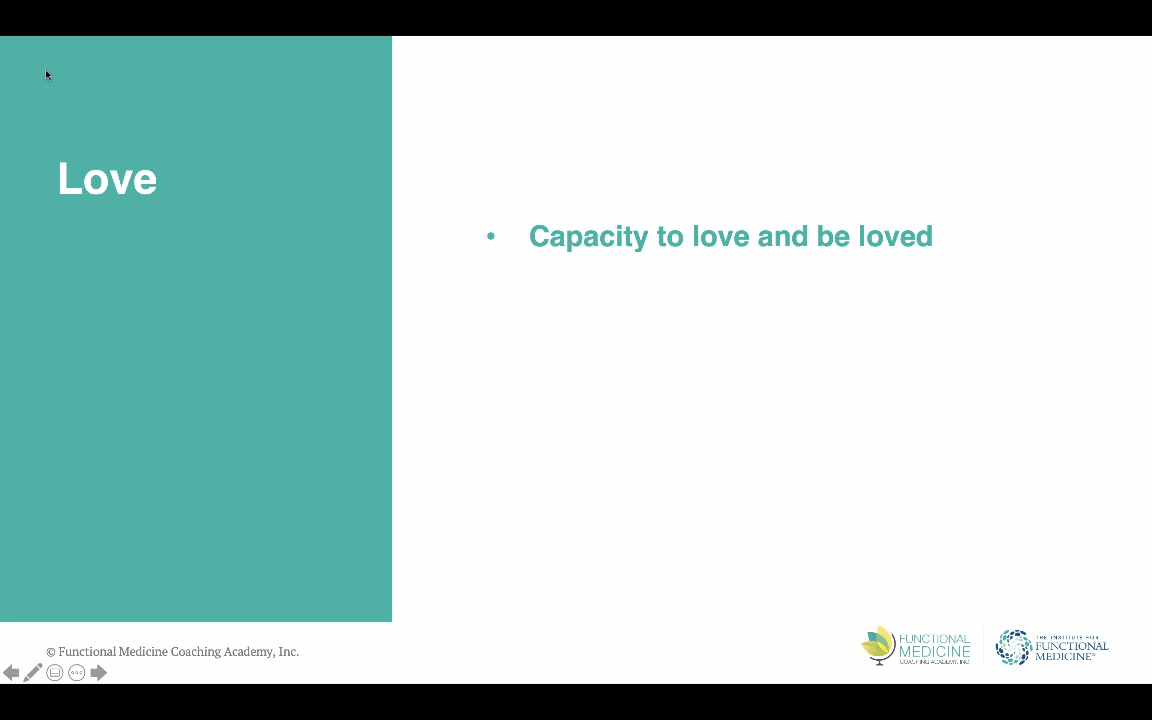 Love
• Capacity to love and be loved
© Functional Medicine Coaching Academy, Inc.
FUNCTIONAL
MEDICINE
COACHING ACADEMY, INC.
THE INSTITUTE FOR
FUNCTIONAL
MEDICINE